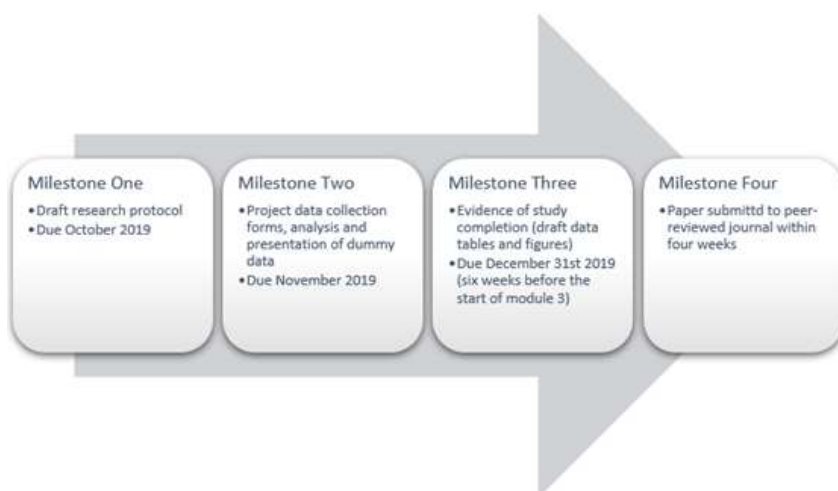 Milestone One
•Draft research protocol
•Due October 2019
Milestone Two
•Project data collection
forms, analysis and
presentation of dummy
data
•Due November 2019
Milestone Three
•Evidence of study
completion (draft data
tables and figures)
•Due December 31st 2019
(six weeks before the
start of module 3)
Milestone Four
•Paper submittd to peer-
reviewed journal within
four weeks